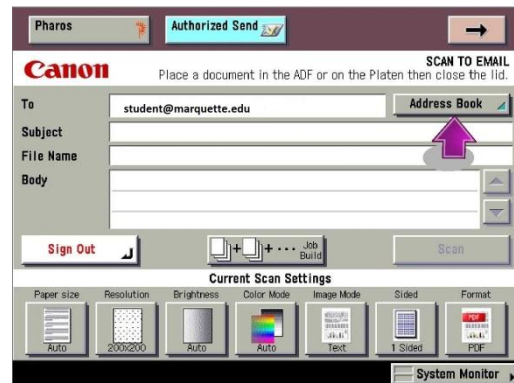 Pharos
Authorized Send
Canon
SCAN TO EMAIL
Place a document in the ADF or on the Platen then close the lid.
To
student@marquette.edu
Address Book
Subject
File Name
Body
Sign Out
+ + ··· Job Build
Scan
Current Scan Settings
Paper size Resolution Brightness Color Mode Image Mode Sided Format
Auto 200x200 Auto Auto Text 1 Sided PDF
System Monitor